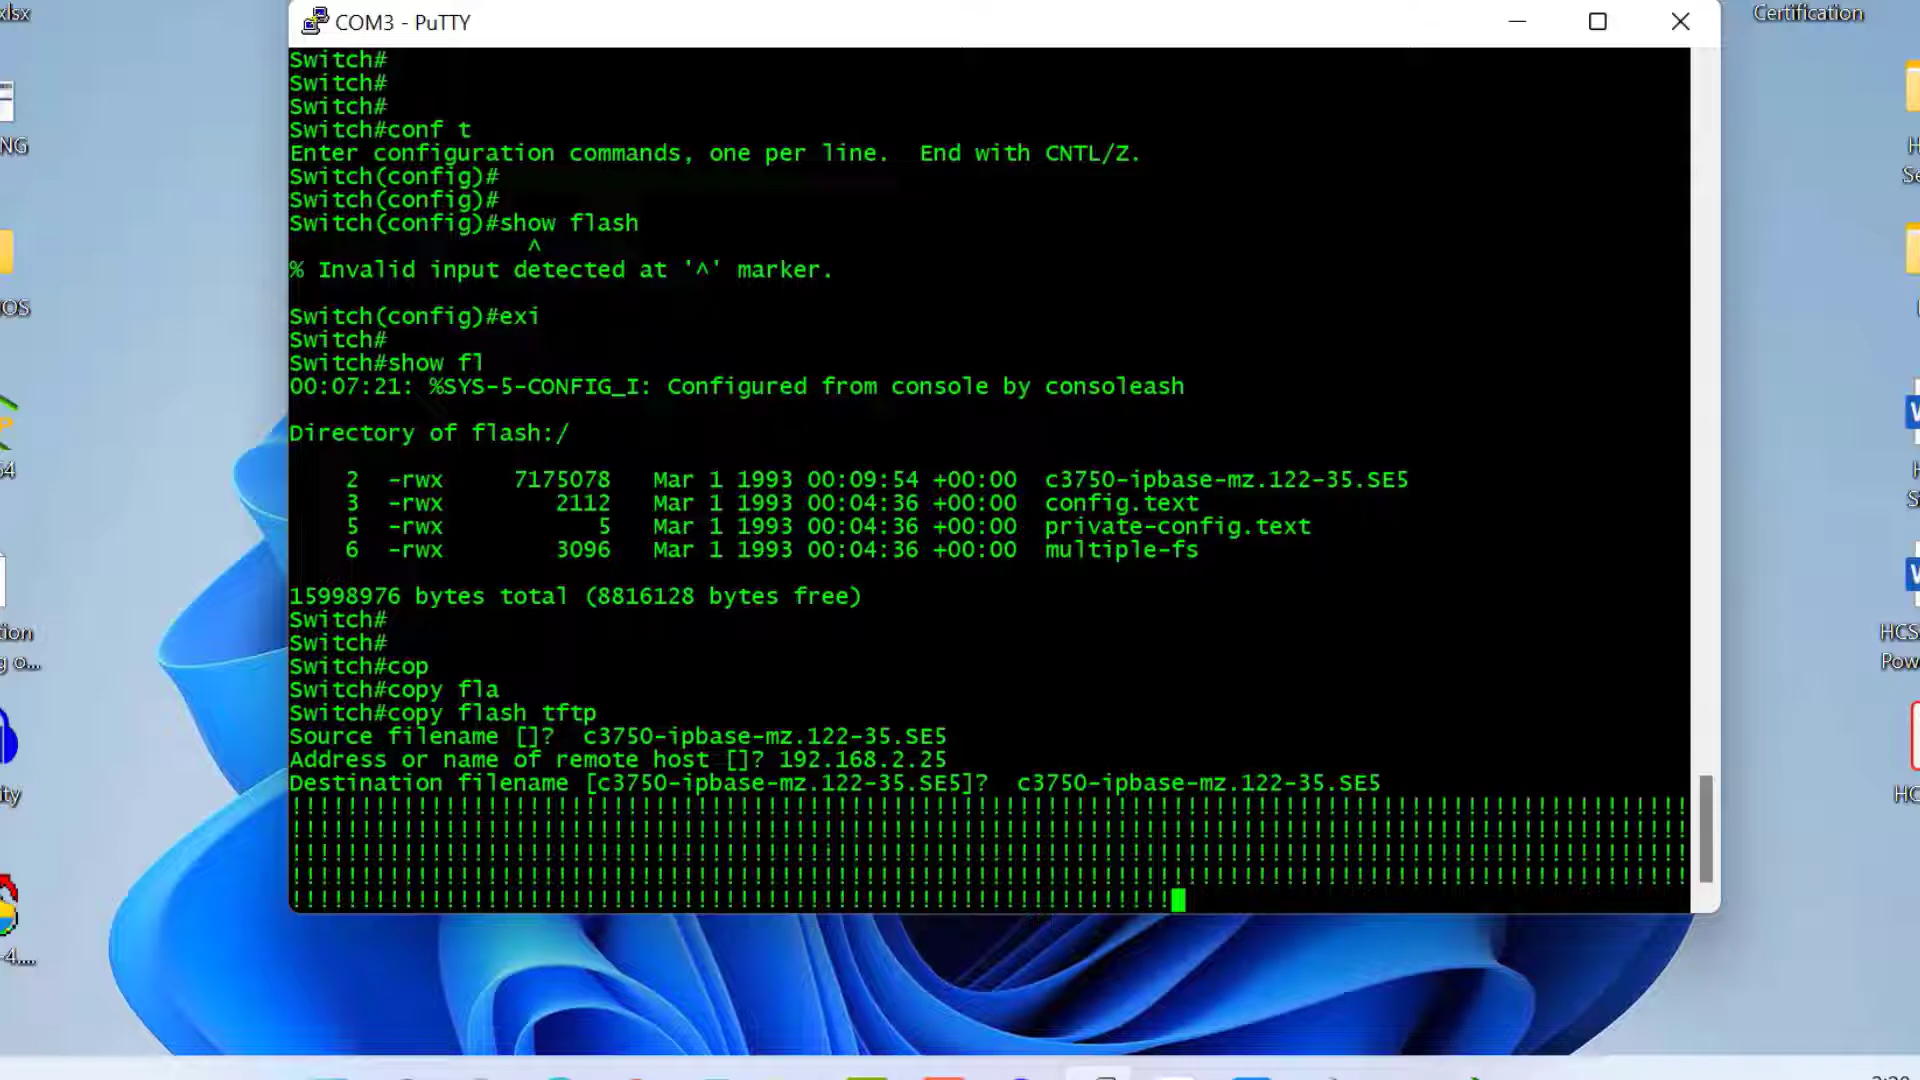 xlsx
COM3 - PuTTY
Certification
Switch#
Switch#
Switch#
Switch#conf t
Enter configuration commands, one per line.  End with CNTL/Z.
Switch(config)#
Switch(config)#
Switch(config)#show flash
^
% Invalid input detected at '^' marker.
Switch(config)#exi
Switch#
Switch#show fl
00:07:21: %SYS-5-CONFIG_I: Configured from console by consoleash
Directory of flash:/
2  -rwx     7175078   Mar 1 1993 00:09:54 +00:00  c3750-ipbase-mz.122-35.SE5
3  -rwx        2112   Mar 1 1993 00:04:36 +00:00  config.text
5  -rwx           5   Mar 1 1993 00:04:36 +00:00  private-config.text
6  -rwx        3096   Mar 1 1993 00:04:36 +00:00  multiple-fs
15998976 bytes total (8816128 bytes free)
Switch#
Switch#
Switch#cop
Switch#copy fla
Switch#copy flash tftp
Source filename []?  c3750-ipbase-mz.122-35.SE5
Address or name of remote host []? 192.168.2.25
Destination filename [c3750-ipbase-mz.122-35.SE5]?  c3750-ipbase-mz.122-35.SE5
!!!!!!!!!!!!!!!!!!!!!!!!!!!!!!!!!!!!!!!!!!!!!!!!!!!!!!!!!!!!!!!!!!!!!!!!!!!!!!!!!!!!!!!!!!!!!!!!!!!!
!!!!!!!!!!!!!!!!!!!!!!!!!!!!!!!!!!!!!!!!!!!!!!!!!!!!!!!!!!!!!!!!!!!!!!!!!!!!!!!!!!!!!!!!!!!!!!!!!!!!
!!!!!!!!!!!!!!!!!!!!!!!!!!!!!!!!!!!!!!!!!!!!!!!!!!!!!!!!!!!!!!!!!!!!!!!!!!!!!!!!!!!!!!!!!!!!!!!!!!!!
!!!!!!!!!!!!!!!!!!!!!!!!!!!!!!!!!!!!!!!!!!!!!!!!!!!!!!!!!!!!!!!!!!!!!!!!!!!!!!!!!!!!!!!!!!!!!!!!!!!!
!!!!!!!!!!!!!!!!!!!!!!!!!!!!!!!!!!!!!!!!!!!!!!!!!!!!!!!!!!!!!!!
NG
OS
HCS
Pow